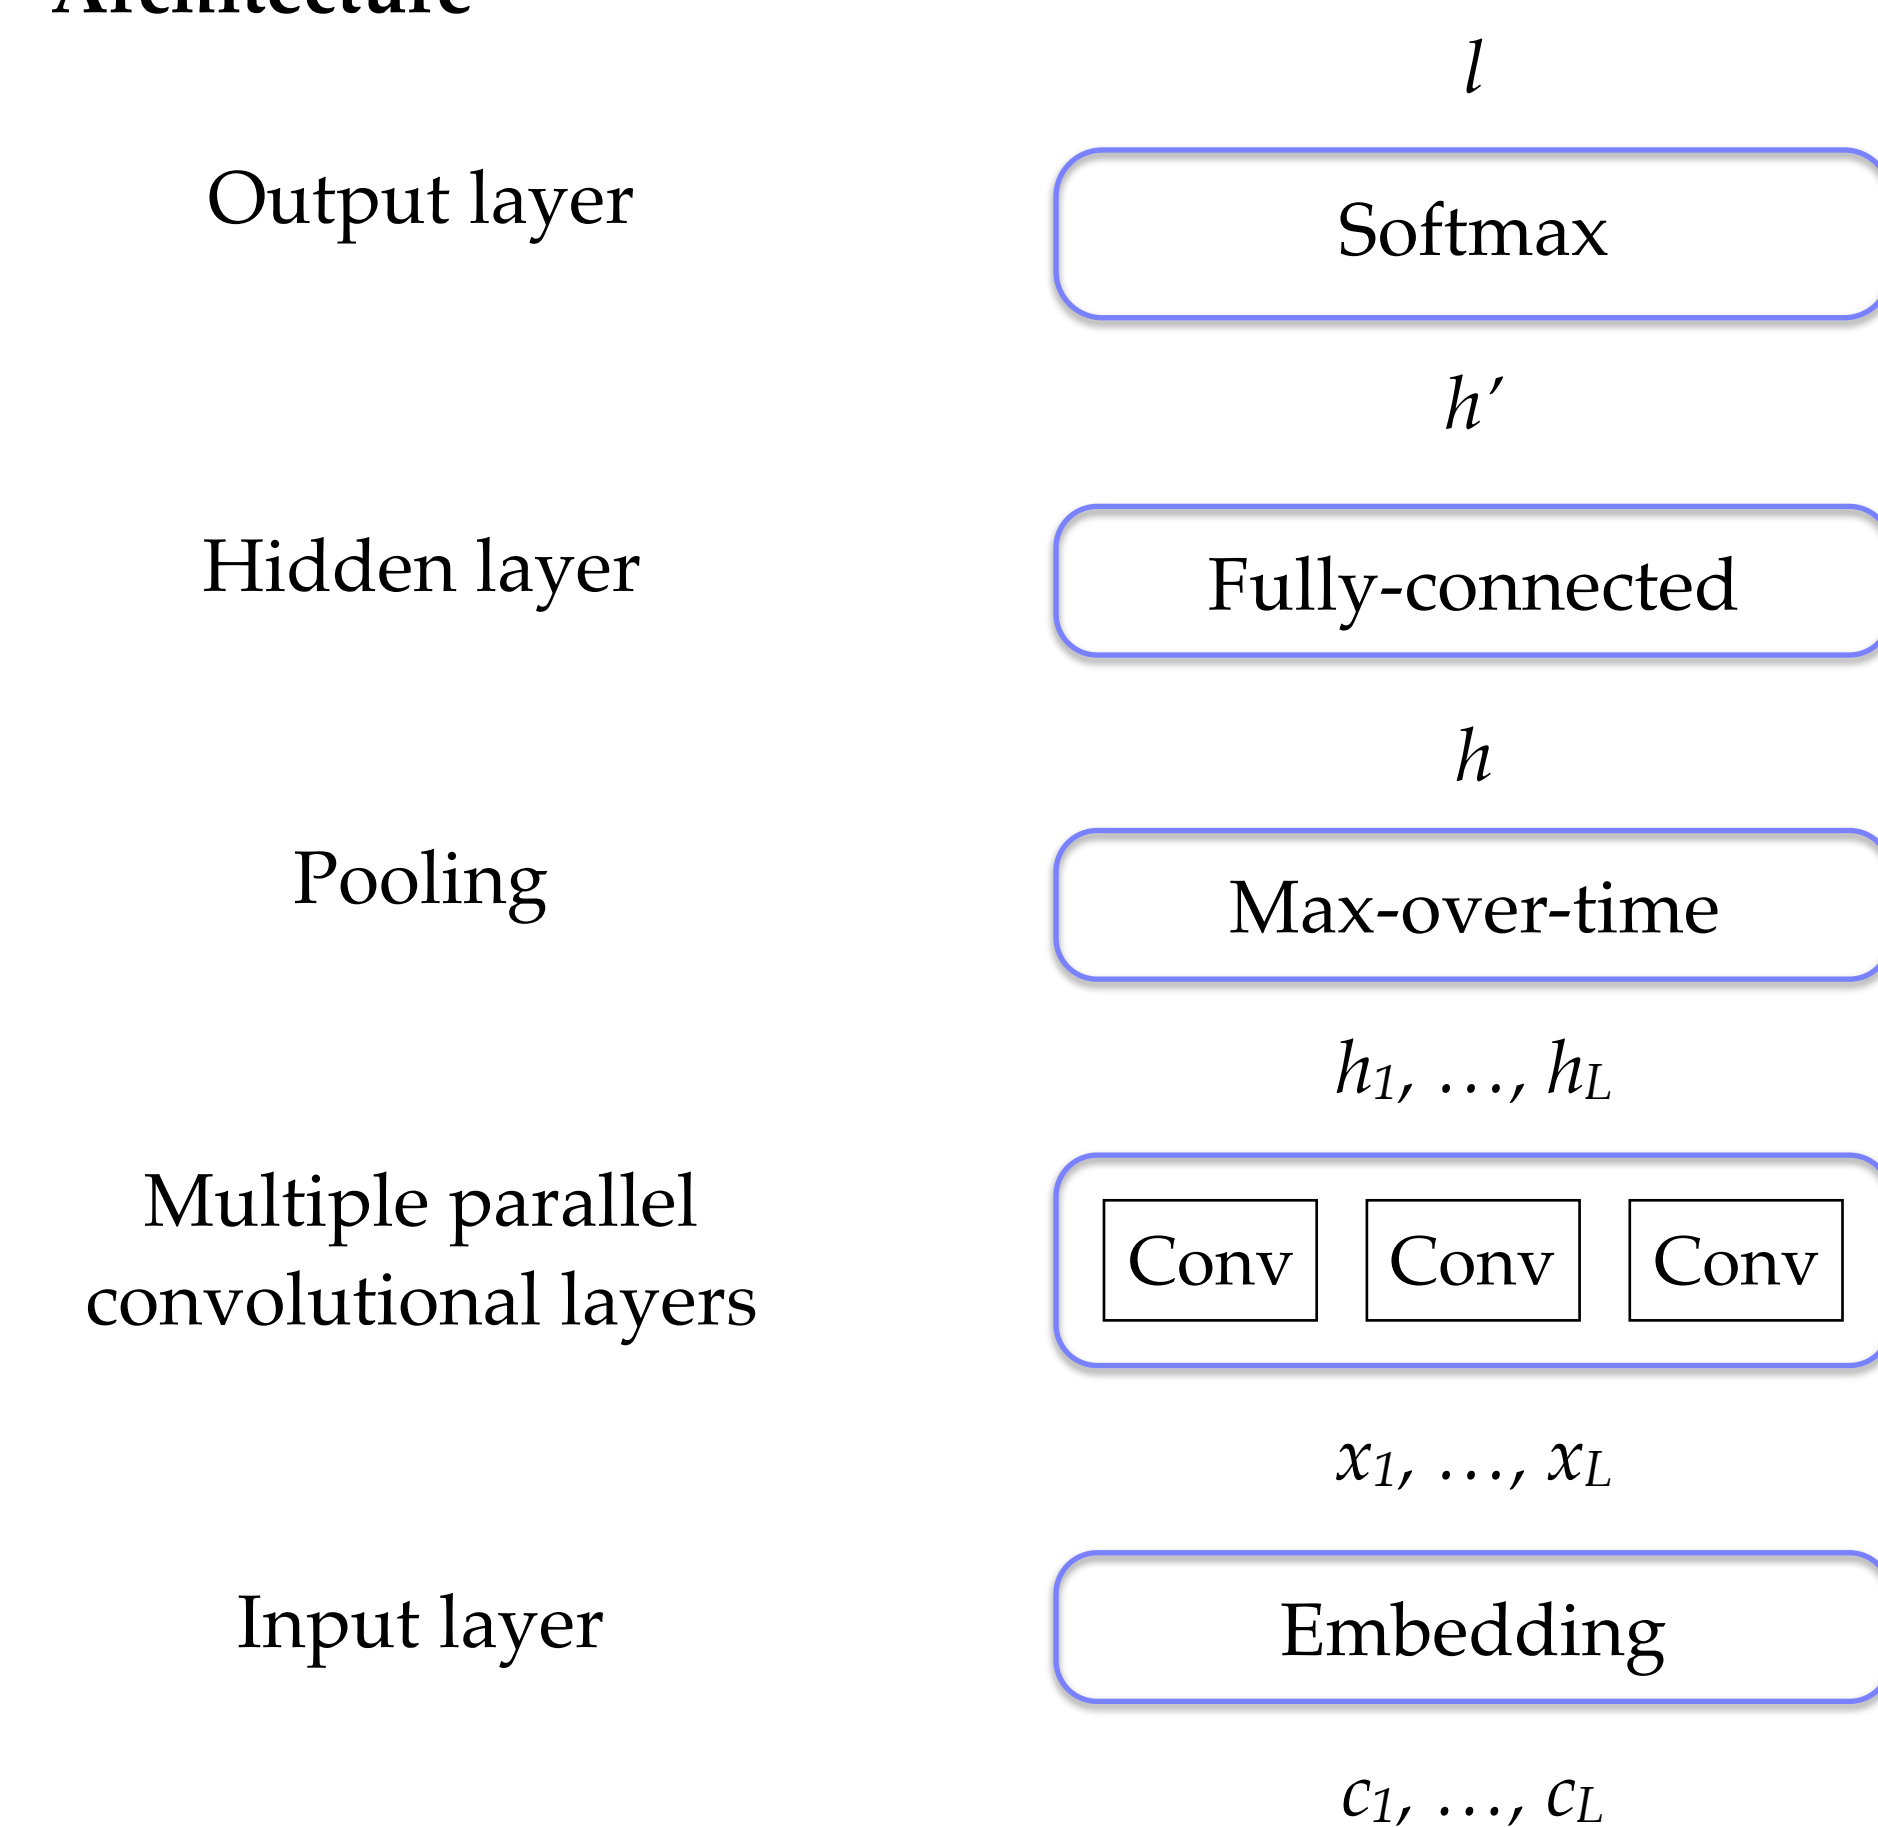 Architecture
l
Output layer
Softmax
h′
Hidden layer
Fully-connected
h
Pooling
Max-over-time
h1, …, hL
Multiple parallel
convolutional layers
Conv Conv Conv
x1, …, xL
Input layer
Embedding
c1, …, cL